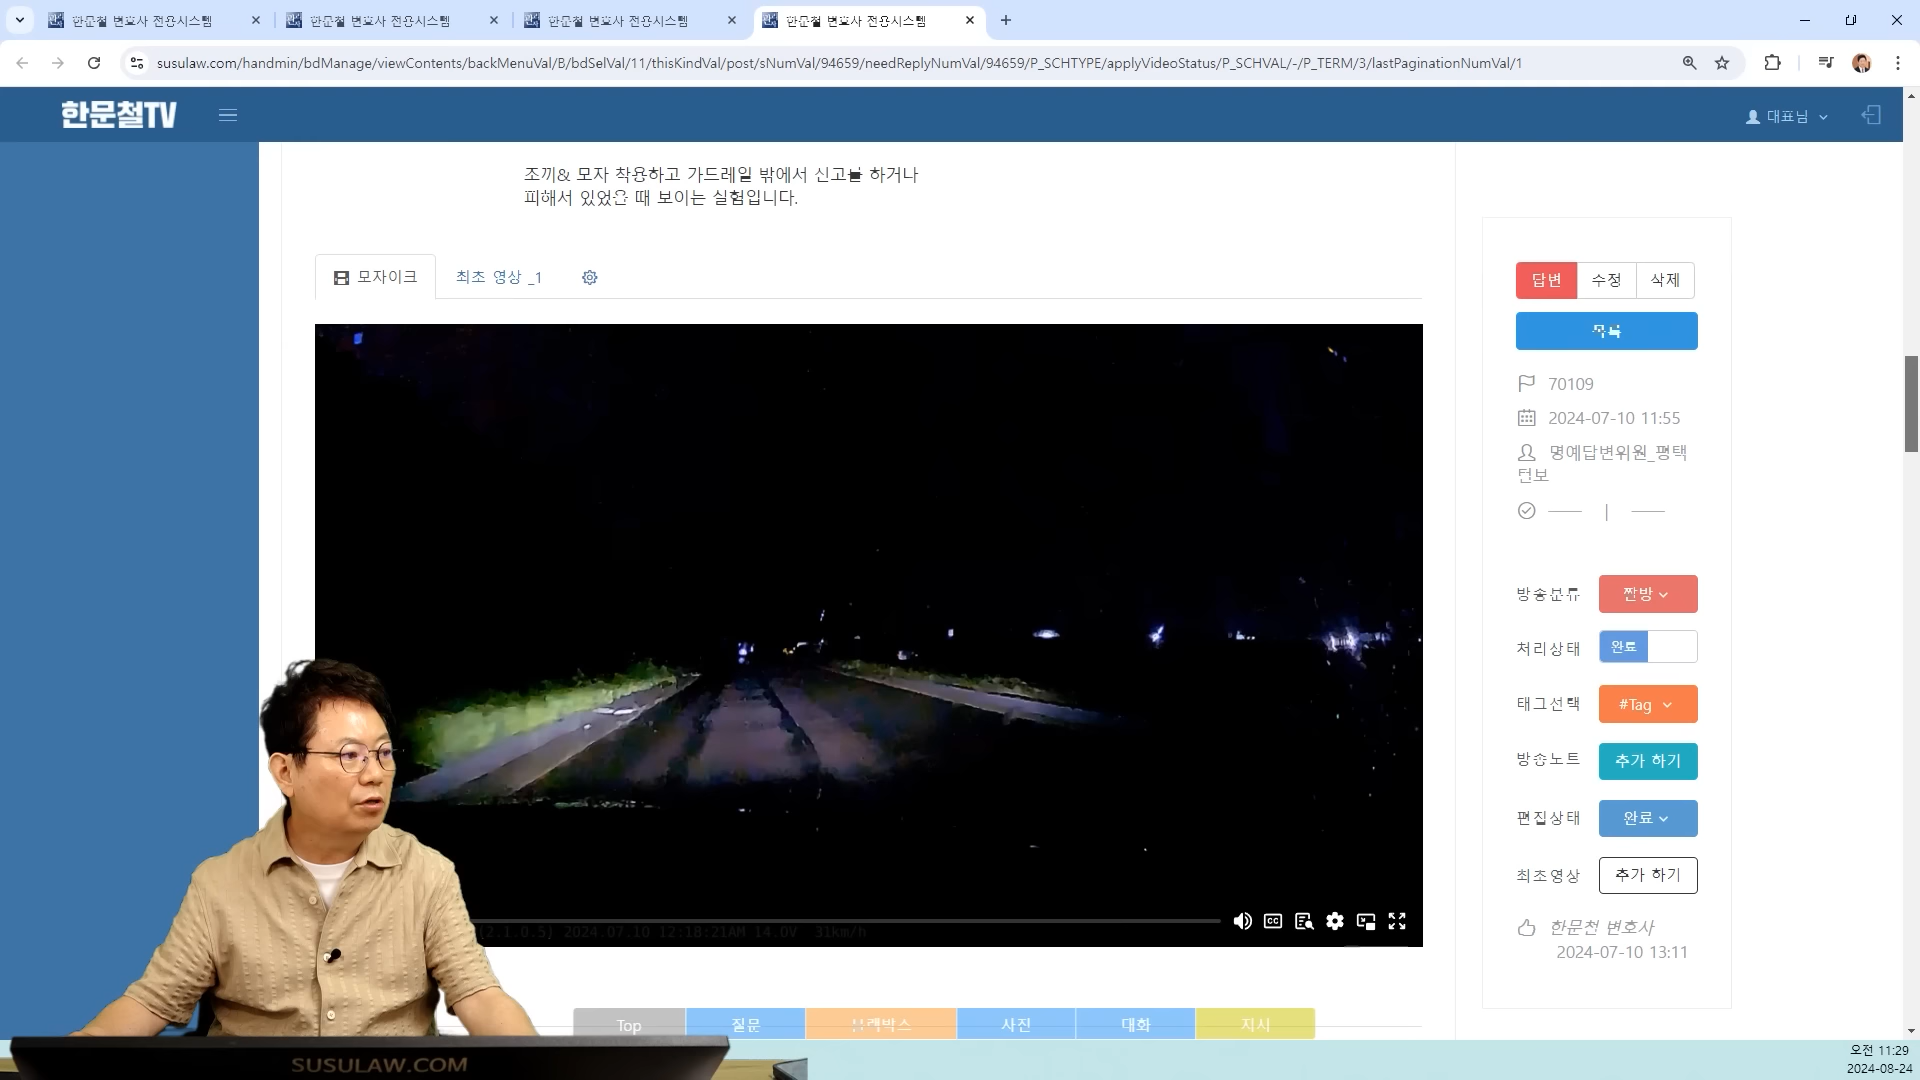 한문철 변호사 전용시스템
한문철 변호사 전용시스템
한문철 변호사 전용시스템
한문철 변호사 전용시스템
susulaw.com/handmin/bdManage/viewContents/backMenuVal/B/bdSelVal/11/thisKindVal/post/sNumVal/94659/needReplyNumVal/94659/P_SCHTYPE/applyVideoStatus/P_SCHVAL/-/P_TERM/3/lastPaginationNumVal/1
한문철TV
대표님
조끼& 모자 착용하고 가드레일 밖에서 신고를 하거나
피해서 있었을 때 보이는 실험입니다.
모자이크
최초 영상 _1
답변
수정
삭제
목록
70109
2024-07-10 11:55
명예답변위원_평택
턴보
방송분류
짠방
처리상태
완료
태그선택
#Tag
방송노트
추가 하기
편집상태
완료
최초영상
추가 하기
한문천 변호사
2024-07-10 13:11
CC
(2.1.0.5) 2024.07.10 12:18:21AM 14.0V 31km/h
Top
질문
블랙박스
사진
대화
지시
SUSULAW.COM
오전 11:29
2024-08-24